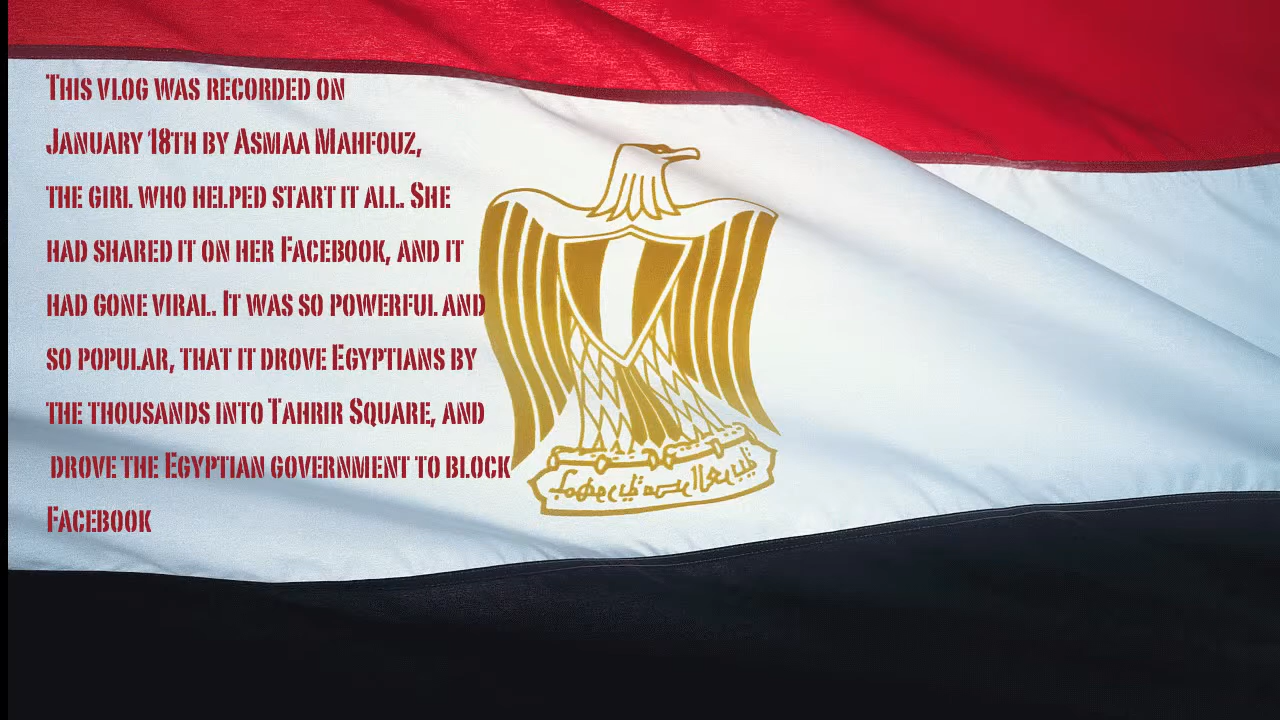 This vlog was recorded on
January 18th by Asmaa Mahfouz,
the girl who helped start it all. She
had shared it on her Facebook, and it
had gone viral. It was so powerful and
so popular, that it drove Egyptians by
the thousands into Tahrir Square, and
drove the Egyptian government to block
Facebook